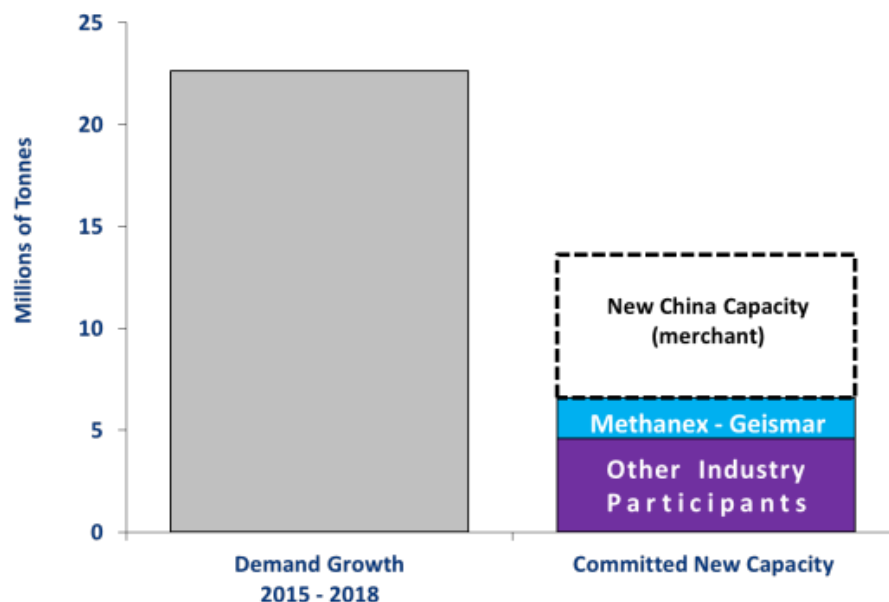 Millions of Tonnes
25
20
15
10
5
0
New China Capacity
(merchant)
Methanex - Geismar
Other Industry
Participants
Demand Growth
2015 - 2018
Committed New Capacity